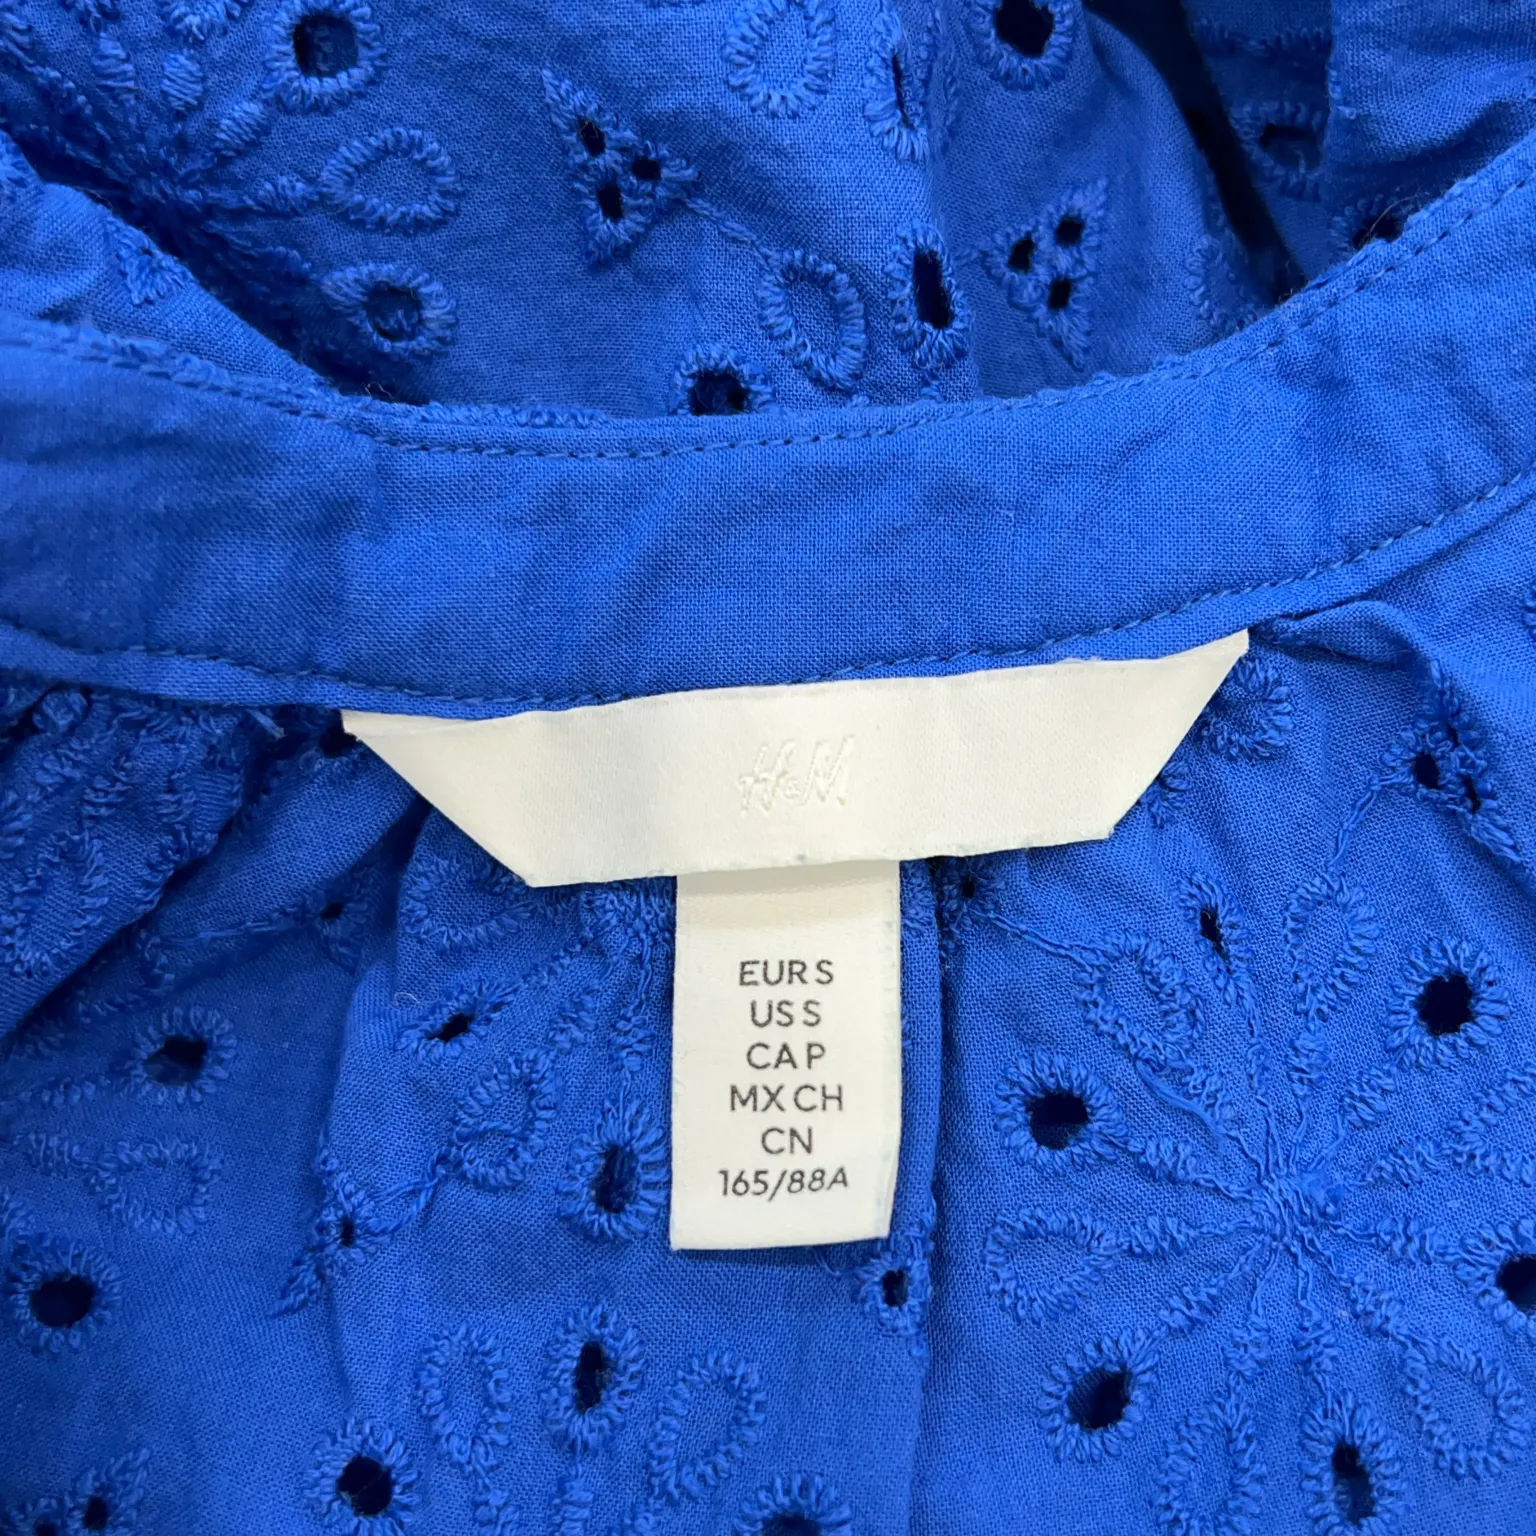 H&M
EUR S
US S
CA P
MX CH
CN
165/88A